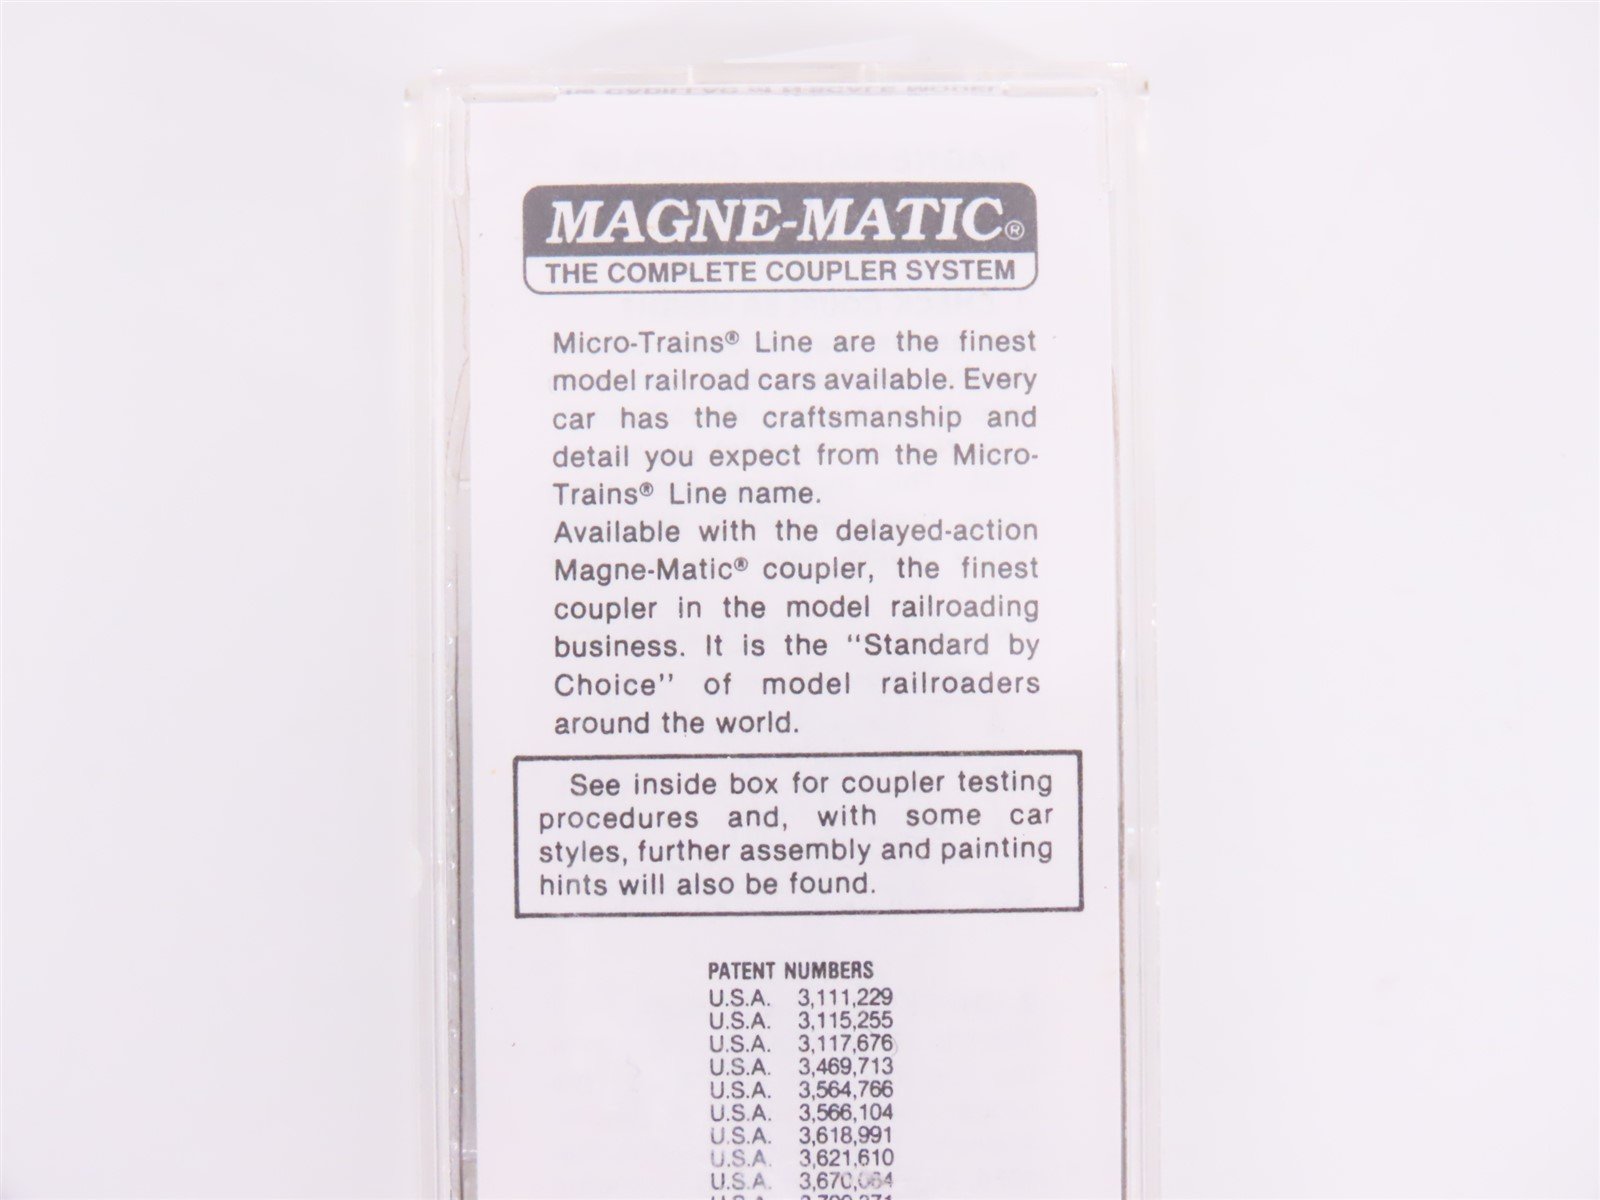 MAGNE-MATIC®
THE COMPLETE COUPLER SYSTEM
Micro-Trains® Line are the finest
model railroad cars available. Every
car has the craftsmanship and
detail you expect from the Micro-
Trains® Line name.
Available with the delayed-action
Magne-Matic® coupler, the finest
coupler in the model railroading
business. It is the "Standard by
Choice" of model railroaders
around the world.
See inside box for coupler testing
procedures and, with some car
styles, further assembly and painting
hints will also be found.
PATENT NUMBERS
U.S.A. 3,111,229
U.S.A. 3,115,255
U.S.A. 3,117,676
U.S.A. 3,469,713
U.S.A. 3,564,766
U.S.A. 3,566,104
U.S.A. 3,618,991
U.S.A. 3,621,610
U.S.A. 3,670,064
U.S.A.